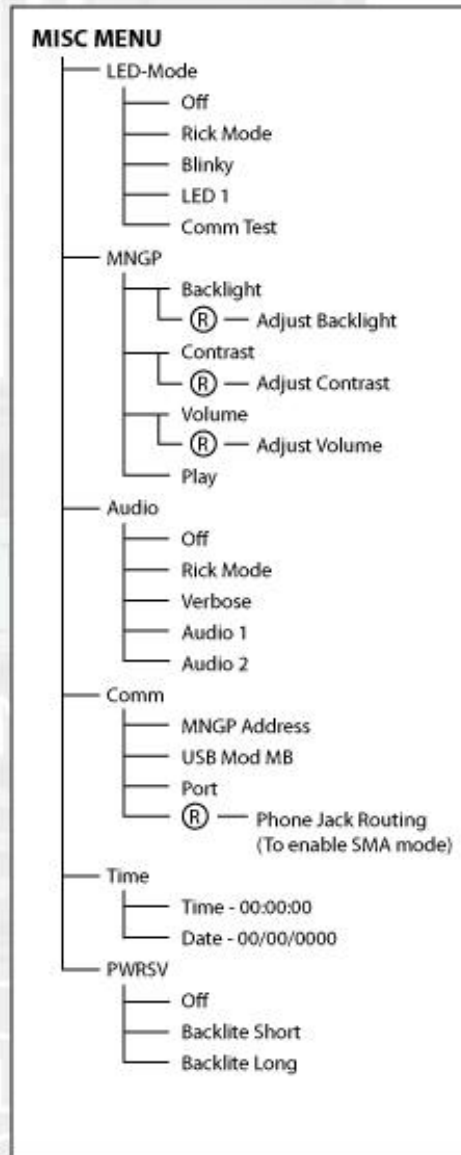 MISC MENU
LED-Mode
Off
Rick Mode
Blinky
LED 1
Comm Test
MNGP
Backlight
R Adjust Backlight
Contrast
R Adjust Contrast
Volume
R Adjust Volume
Play
Audio
Off
Rick Mode
Verbose
Audio 1
Audio 2
Comm
MNGP Address
USB Mod MB
Port
R Phone Jack Routing
(To enable SMA mode)
Time
Time - 00:00:00
Date - 00/00/0000
PWRSV
Off
Backlite Short
Backlite Long